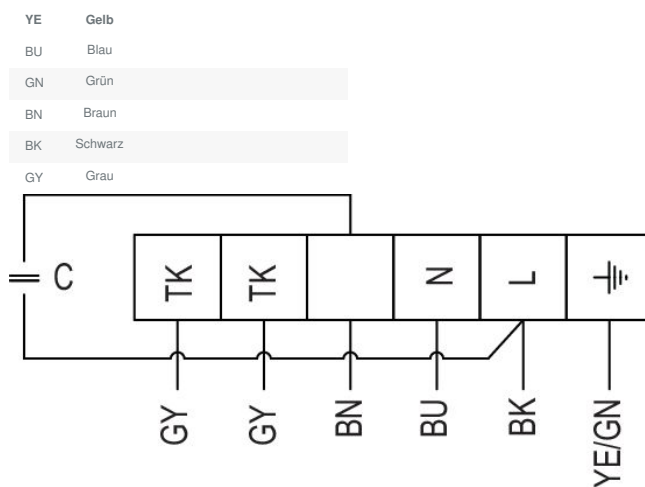 YE Gelb
BU Blau
GN Grün
BN Braun
BK Schwarz
GY Grau
C
TK TK N L
GY GY BN BU BK YE/GN